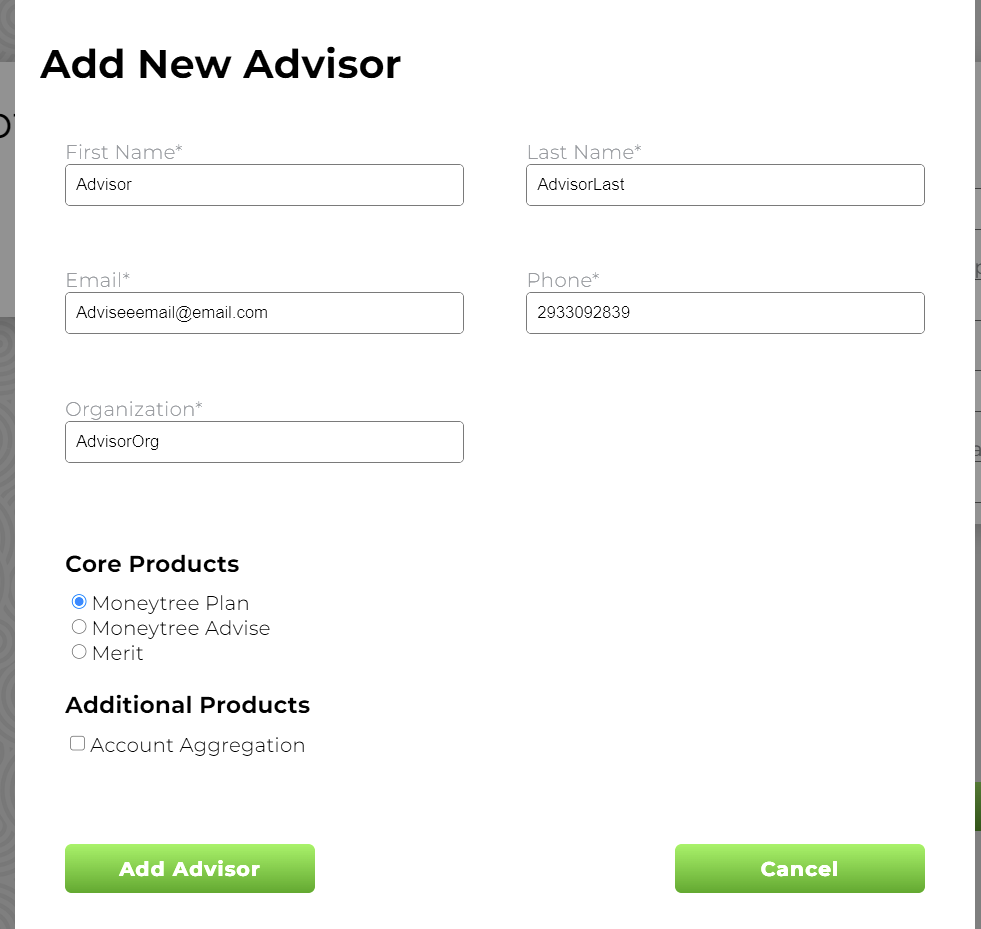 Add New Advisor
First Name* Last Name*
Advisor AdvisorLast
Email* Phone*
Adviseeemail@email.com 2933092839
Organization*
AdvisorOrg
Core Products
Moneytree Plan
Moneytree Advise
Merit
Additional Products
Account Aggregation
Add Advisor Cancel